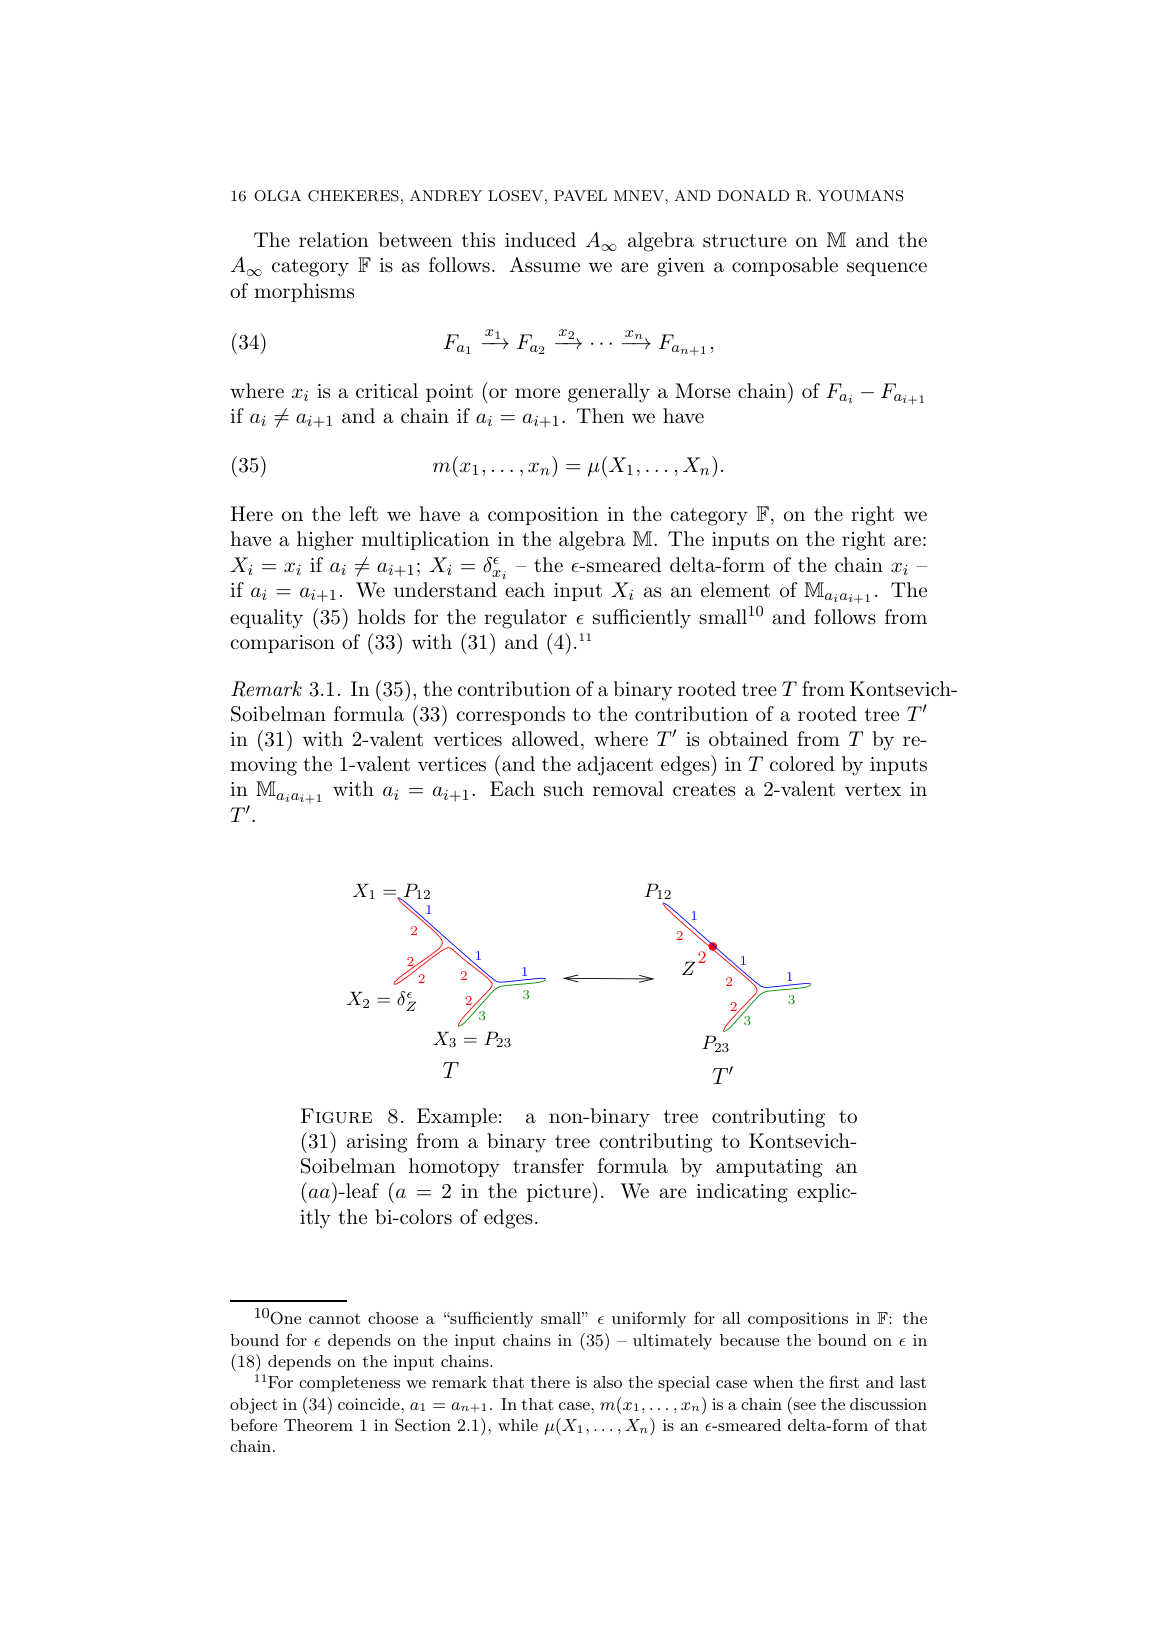 16 OLGA CHEKERES, ANDREY LOSEV, PAVEL MNEV, AND DONALD R. YOUMANS
The relation between this induced A∞ algebra structure on 𝕄 and the
A∞ category 𝔽 is as follows. Assume we are given a composable sequence
of morphisms
(34) F_{a_1} \xrightarrow{x_1} F_{a_2} \xrightarrow{x_2} ··· \xrightarrow{x_n} F_{a_{n+1}},
where x_i is a critical point (or more generally a Morse chain) of F_{a_i} − F_{a_{i+1}}
if a_i ≠ a_{i+1} and a chain if a_i = a_{i+1}. Then we have
(35) m(x_1, . . . , x_n) = μ(X_1, . . . , X_n).
Here on the left we have a composition in the category 𝔽, on the right we
have a higher multiplication in the algebra 𝕄. The inputs on the right are:
X_i = x_i if a_i ≠ a_{i+1}; X_i = δ^ϵ_{x_i} – the ϵ-smeared delta-form of the chain x_i –
if a_i = a_{i+1}. We understand each input X_i as an element of 𝕄_{a_i a_{i+1}}. The
equality (35) holds for the regulator ϵ sufficiently small^{10} and follows from
comparison of (33) with (31) and (4).^{11}
Remark 3.1. In (35), the contribution of a binary rooted tree T from Kontsevich-
Soibelman formula (33) corresponds to the contribution of a rooted tree T′
in (31) with 2-valent vertices allowed, where T′ is obtained from T by re-
moving the 1-valent vertices (and the adjacent edges) in T colored by inputs
in 𝕄_{a_i a_{i+1}} with a_i = a_{i+1}. Each such removal creates a 2-valent vertex in
T′.
X_1 = P_{12}
1
2
2
2
1
2
1
3
2
3
X_2 = δ^ϵ_Z
X_3 = P_{23}
T
P_{12}
1
2
Z
2
1
2
1
3
2
3
P_{23}
T′
FIGURE 8. Example: a non-binary tree contributing to
(31) arising from a binary tree contributing to Kontsevich-
Soibelman homotopy transfer formula by amputating an
(aa)-leaf (a = 2 in the picture). We are indicating explic-
itly the bi-colors of edges.
^{10}One cannot choose a “sufficiently small” ϵ uniformly for all compositions in 𝔽: the
bound for ϵ depends on the input chains in (35) – ultimately because the bound on ϵ in
(18) depends on the input chains.
^{11}For completeness we remark that there is also the special case when the first and last
object in (34) coincide, a_1 = a_{n+1}. In that case, m(x_1, . . . , x_n) is a chain (see the discussion
before Theorem 1 in Section 2.1), while μ(X_1, . . . , X_n) is an ϵ-smeared delta-form of that
chain.